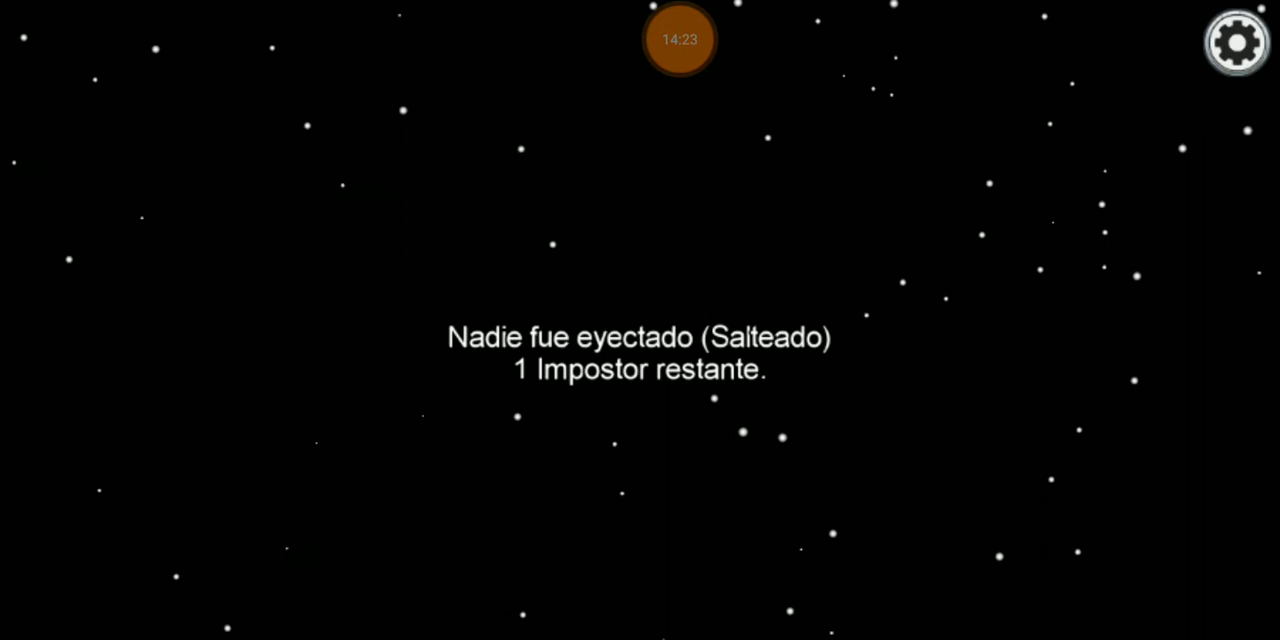 14:23
Nadie fue eyectado (Salteado)
1 Impostor restante.